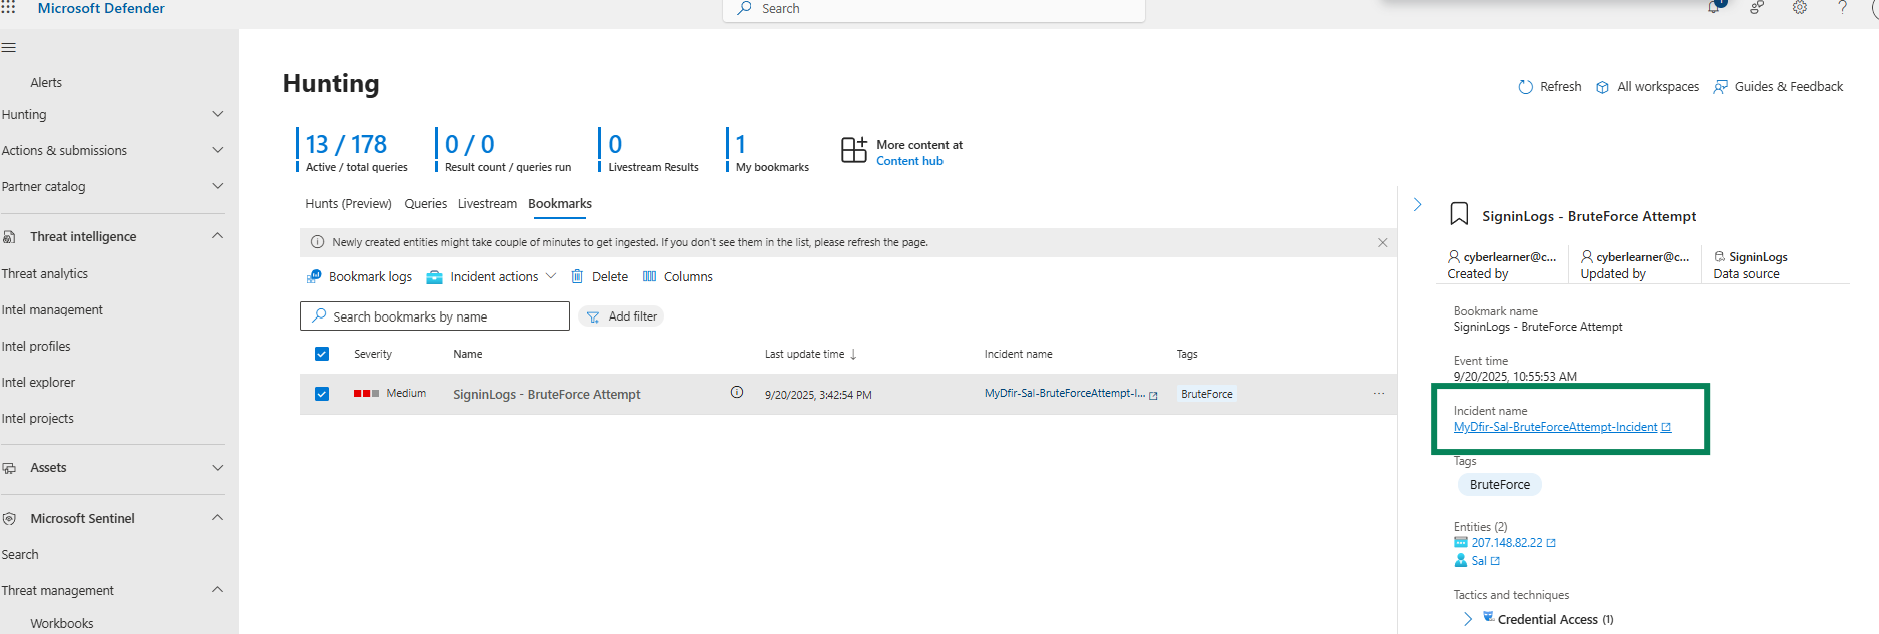 Microsoft Defender
Search
Alerts
Hunting
Actions & submissions
Partner catalog
Threat intelligence
Threat analytics
Intel management
Intel profiles
Intel explorer
Intel projects
Assets
Microsoft Sentinel
Search
Threat management
Workbooks
Hunting
Refresh
All workspaces
Guides & Feedback
13 / 178
Active / total queries
0 / 0
Result count / queries run
0
Livestream Results
1
My bookmarks
More content at
Content hub
Hunts (Preview) Queries Livestream Bookmarks
Newly created entities might take couple of minutes to get ingested. If you don't see them in the list, please refresh the page.
Bookmark logs Incident actions Delete Columns
Search bookmarks by name
Add filter
Severity Name Last update time ↓ Incident name Tags
Medium SigninLogs - BruteForce Attempt 9/20/2025, 3:42:54 PM MyDfir-Sal-BruteForceAttempt-I... BruteForce ...
SigninLogs - BruteForce Attempt
cyberlearner@c...
Created by
cyberlearner@c...
Updated by
SigninLogs
Data source
Bookmark name
SigninLogs - BruteForce Attempt
Event time
9/20/2025, 10:55:53 AM
Incident name
MyDfir-Sal-BruteForceAttempt-Incident
Tags
BruteForce
Entities (2)
207.148.82.22
Sal
Tactics and techniques
Credential Access (1)